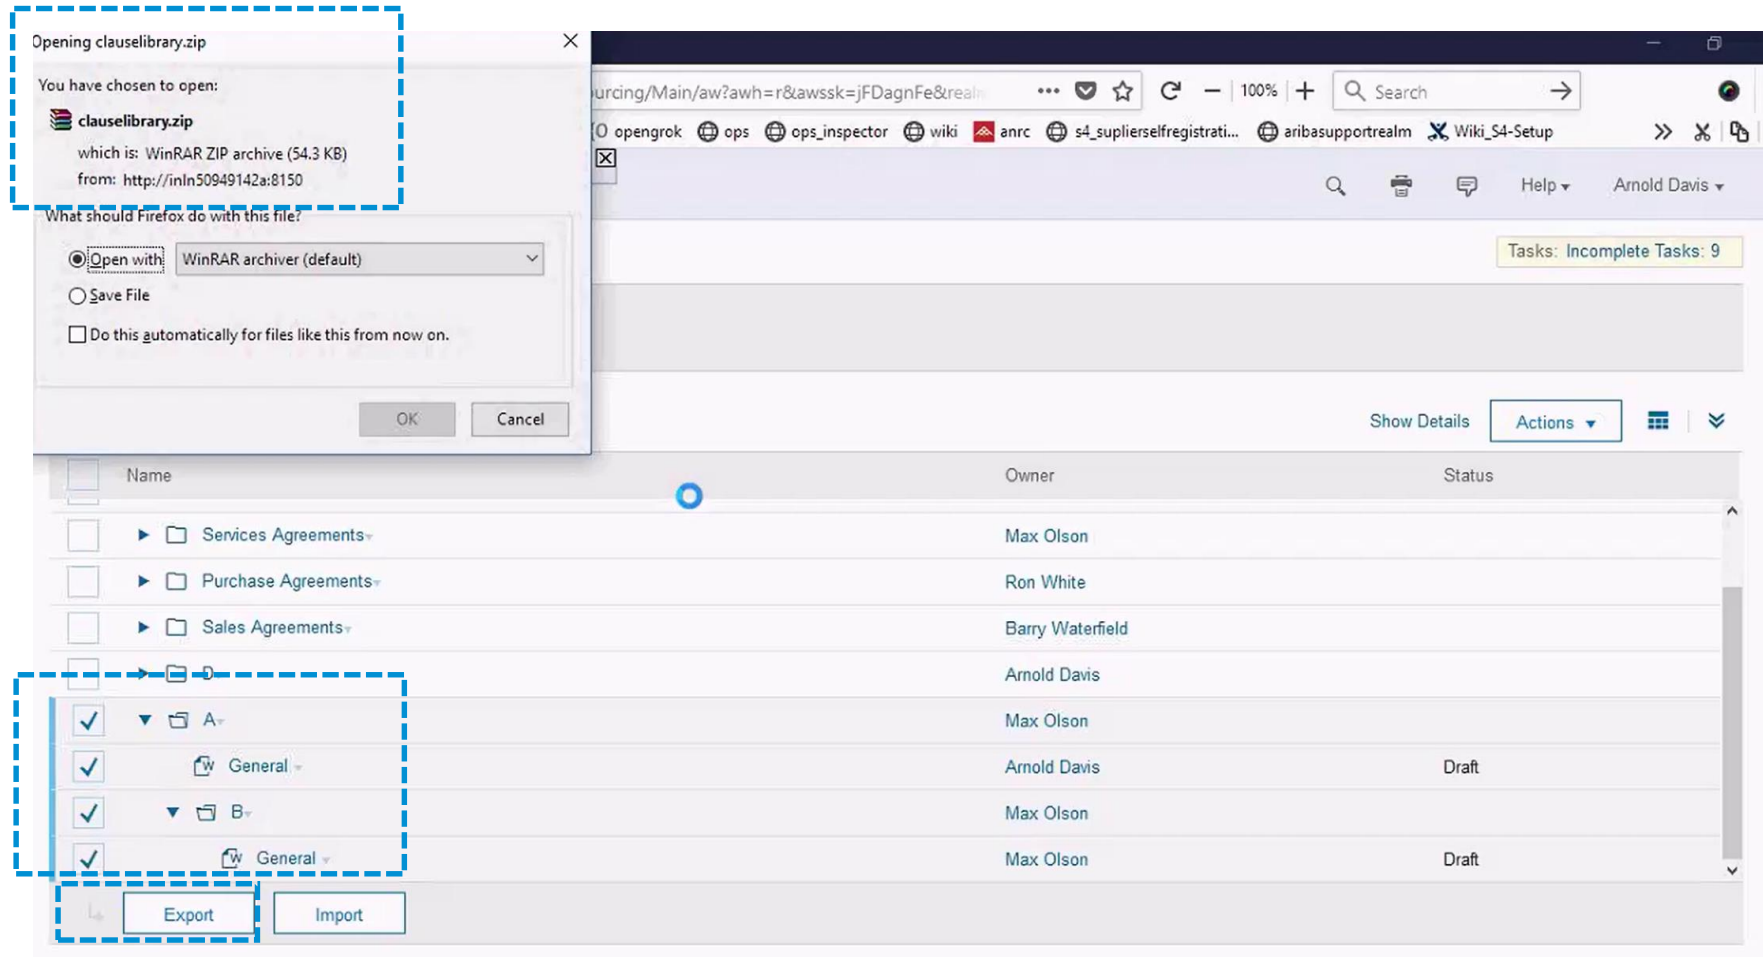 Opening clauselibrary.zip
You have chosen to open:
clauselibrary.zip
which is: WinRAR ZIP archive (54.3 KB)
from: http://inln50949142a:8150
What should Firefox do with this file?
Open with WinRAR archiver (default)
Save File
Do this automatically for files like this from now on.
OK Cancel
ourcing/Main/aw?awh=r&awssk=jFDagnFe&realm 100% Search
opengrok ops ops_inspector wiki anrc s4_suplierselfregistrati... aribasupportrealm Wiki_S4-Setup
Help Arnold Davis
Tasks: Incomplete Tasks: 9
Show Details Actions
Name Owner Status
Services Agreements Max Olson
Purchase Agreements Ron White
Sales Agreements Barry Waterfield
D Arnold Davis
A Max Olson
General Arnold Davis Draft
B Max Olson
General Max Olson Draft
Export Import